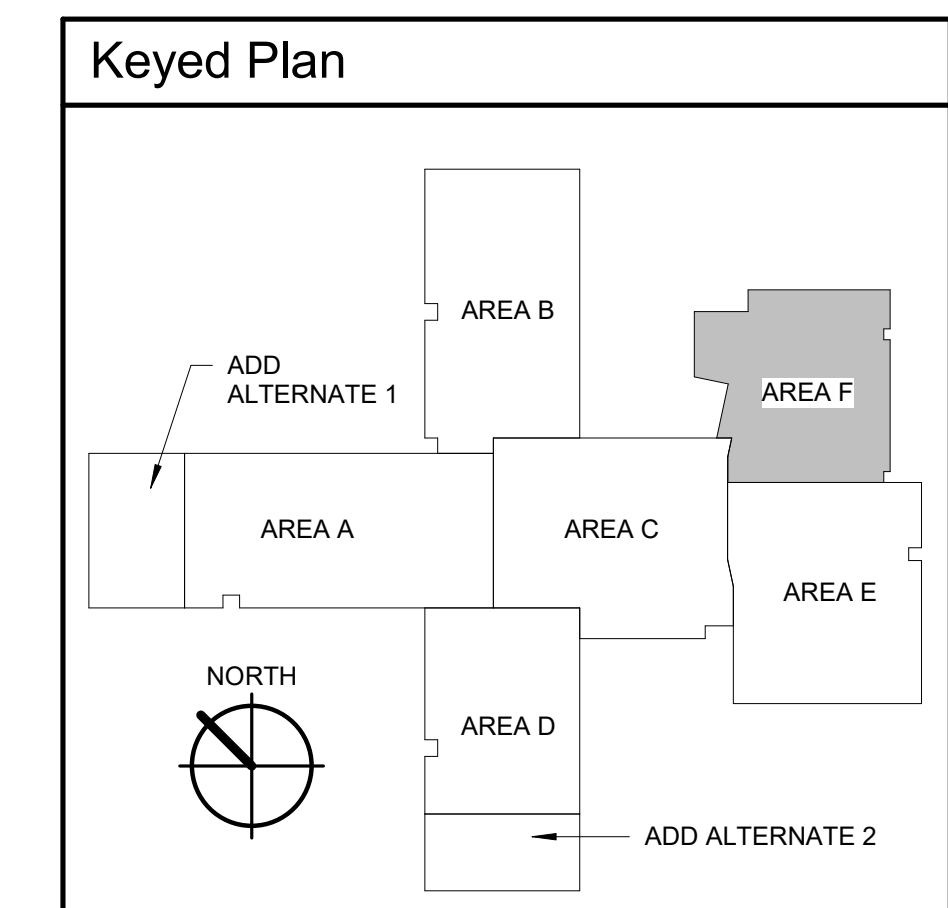 Keyed Plan
AREA B
ADD
ALTERNATE 1
AREA F
AREA A
AREA C
AREA E
NORTH
AREA D
ADD ALTERNATE 2